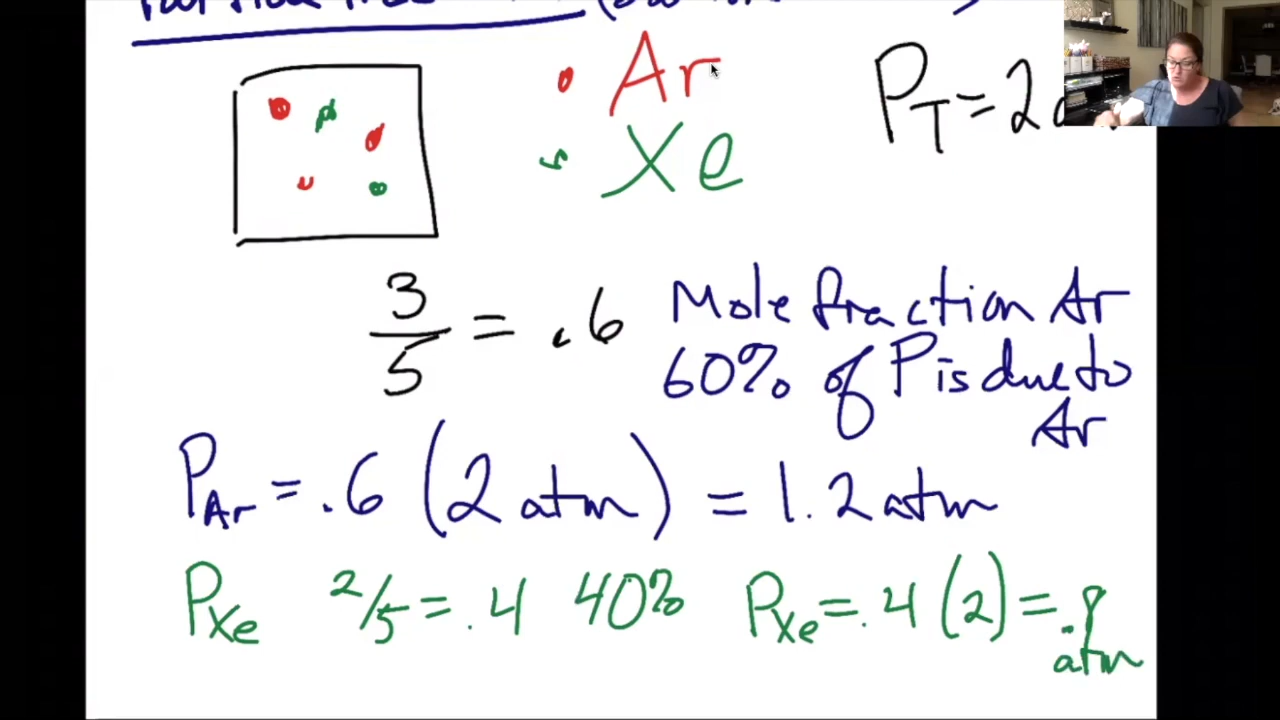 Ar
Xe
P_T = 2
3/5 = .6
Mole fraction Ar
60% of P is due to
Ar
P_Ar = .6 (2 atm) = 1.2 atm
P_Xe 2/5 = .4 40% P_Xe = .4 (2) = .8
atm